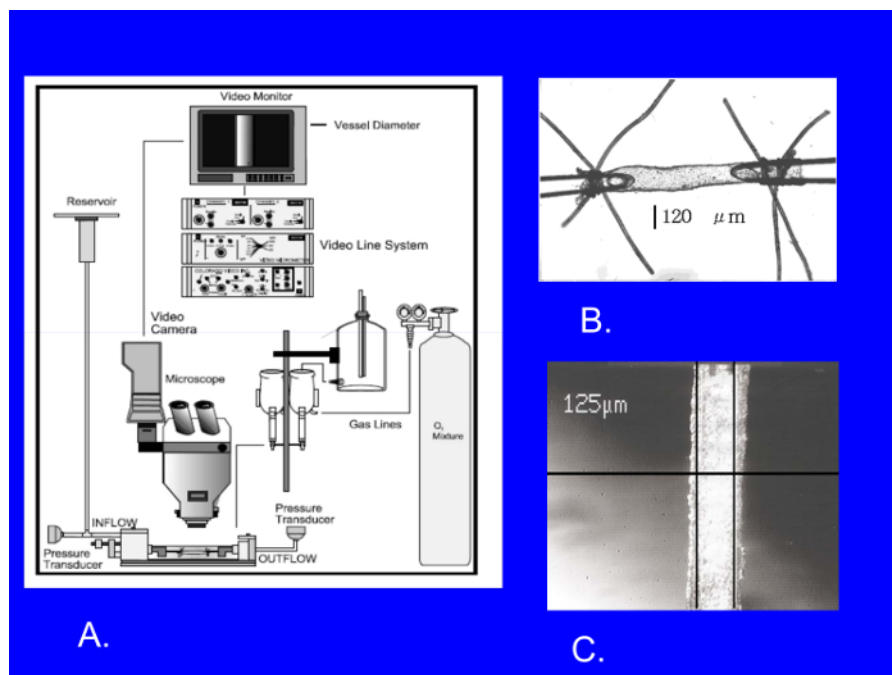 Video Monitor
Vessel Diameter
Reservoir
Video Line System
Video
Camera
Microscope
Gas Lines
O₂
Mixture
Pressure
Transducer
INFLOW
Pressure
Transducer
OUTFLOW
A.
120 μm
B.
125μm
C.